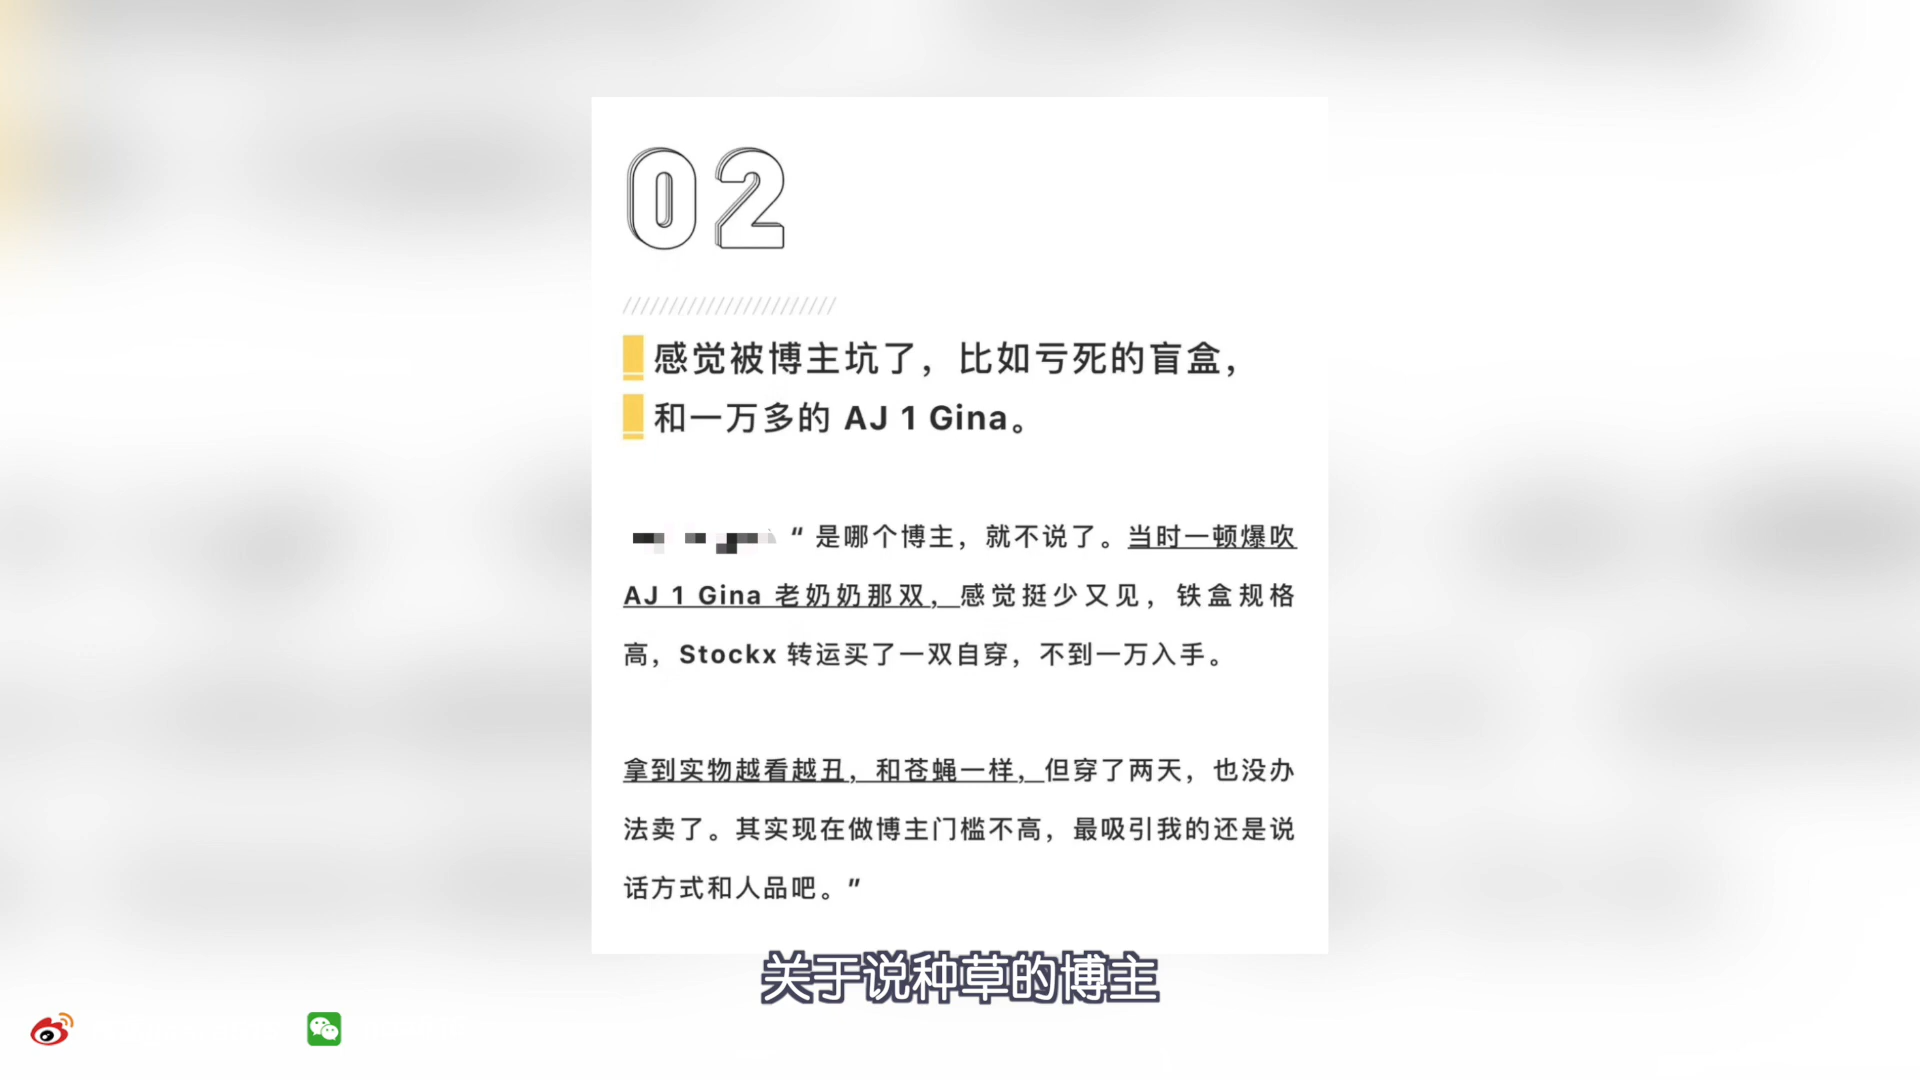 02
感觉被博主坑了，比如亏死的盲盒，
和一万多的 AJ 1 Gina。
“ 是哪个博主，就不说了。当时一顿爆吹
AJ 1 Gina 老奶奶那双，感觉挺少又见，铁盒规格
高，Stockx 转运买了一双自穿，不到一万入手。
拿到实物越看越丑，和苍蝇一样，但穿了两天，也没办
法卖了。其实现在做博主门槛不高，最吸引我的还是说
话方式和人品吧。”
关于说种草的博主